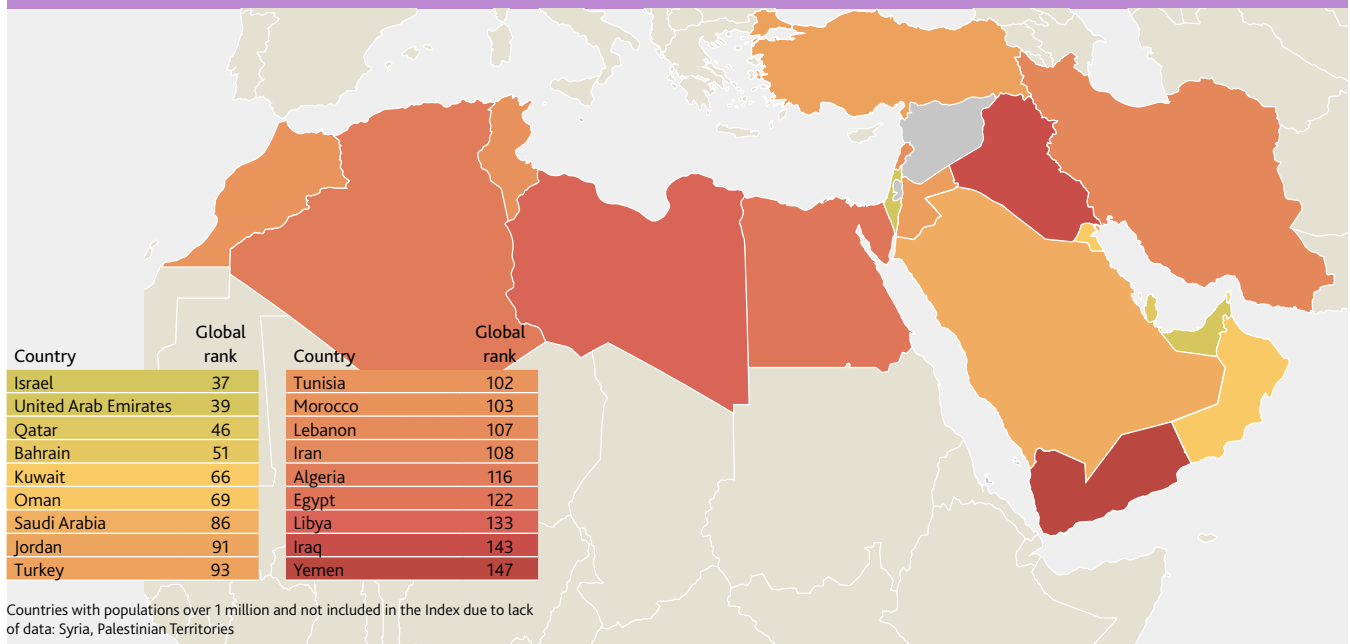 Country Global rank
Israel 37
United Arab Emirates 39
Qatar 46
Bahrain 51
Kuwait 66
Oman 69
Saudi Arabia 86
Jordan 91
Turkey 93
Country Global rank
Tunisia 102
Morocco 103
Lebanon 107
Iran 108
Algeria 116
Egypt 122
Libya 133
Iraq 143
Yemen 147
Countries with populations over 1 million and not included in the Index due to lack
of data: Syria, Palestinian Territories